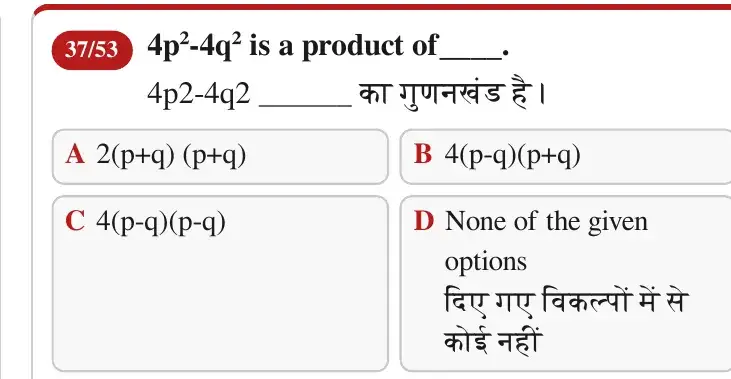 37/53 4p²-4q² is a product of____.
4p2-4q2 _______ का गुणनखंड है।
A 2(p+q) (p+q)
B 4(p-q)(p+q)
C 4(p-q)(p-q)
D None of the given
options
दिए गए विकल्पों में से
कोई नहीं